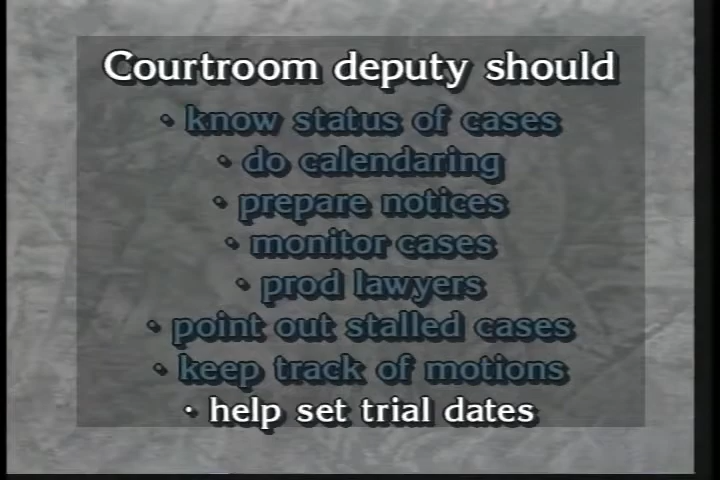 Courtroom deputy should
• know status of cases
• do calendaring
• prepare notices
• monitor cases
• prod lawyers
• point out stalled cases
• keep track of motions
• help set trial dates